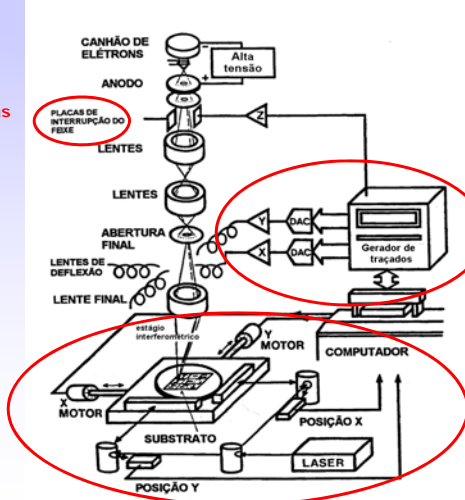 CANHÃO DE
ELÉTRONS
-
Alta
tensão
ANODO
+
PLACAS DE
INTERRUPÇÃO DO
FEIXE
Z
LENTES
LENTES
ABERTURA
FINAL
Y
DAC
X
DAC
Gerador de
traçados
LENTES DE
DEFLEXÃO
LENTE FINAL
estágio
interferométrico
Y
MOTOR
COMPUTADOR
X
MOTOR
SUBSTRATO
POSIÇÃO X
LASER
POSIÇÃO Y